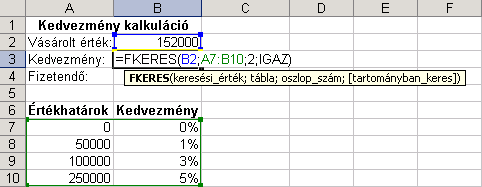 A B C D E F
1 Kedvezmény kalkuláció
2 Vásárolt érték: 152000
3 Kedvezmény: =FKERES(B2;A7:B10;2;IGAZ)
4 Fizetendő: FKERES(keresési_érték; tábla; oszlop_szám; [tartományban_keres])
5
6 Értékhatárok Kedvezmény
7 0 0%
8 50000 1%
9 100000 3%
10 250000 5%